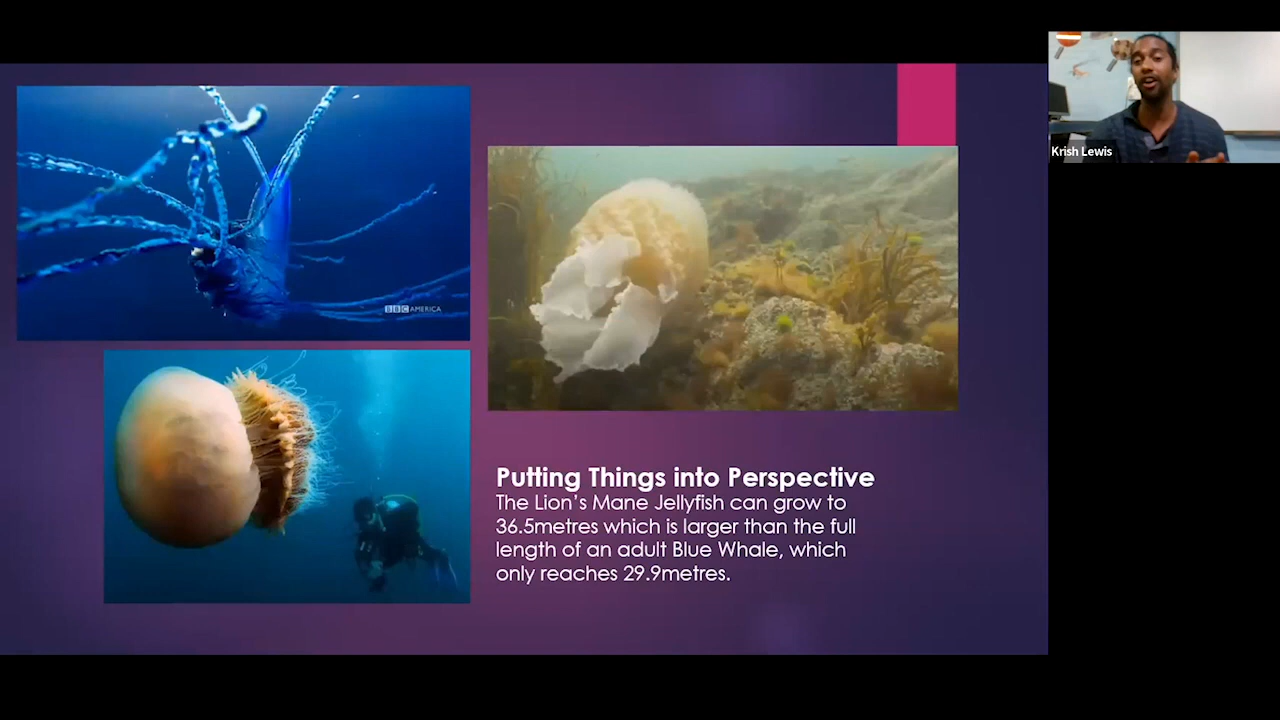 BBC AMERICA
Putting Things into Perspective
The Lion's Mane Jellyfish can grow to
36.5metres which is larger than the full
length of an adult Blue Whale, which
only reaches 29.9metres.
Krish Lewis